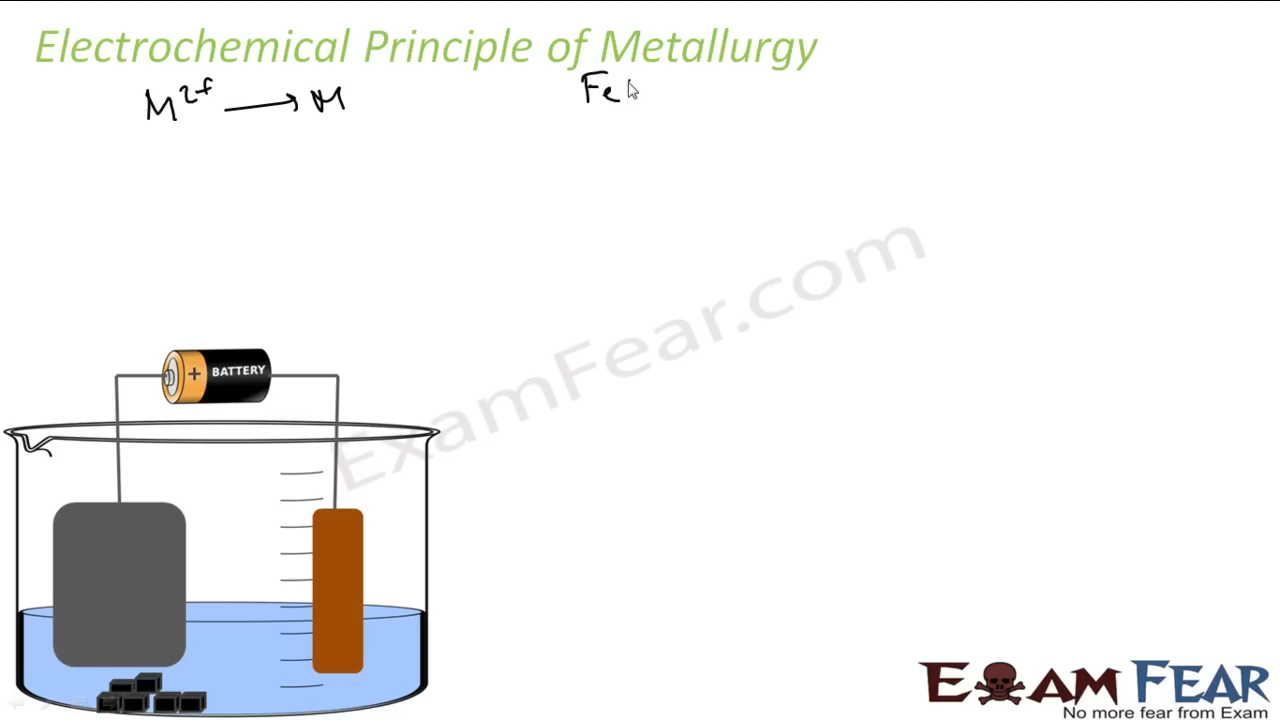 Electrochemical Principle of Metallurgy
M²⁺ → M
Fe
ExamFear.com
+ BATTERY
EXAM FEAR
No more fear from Exam